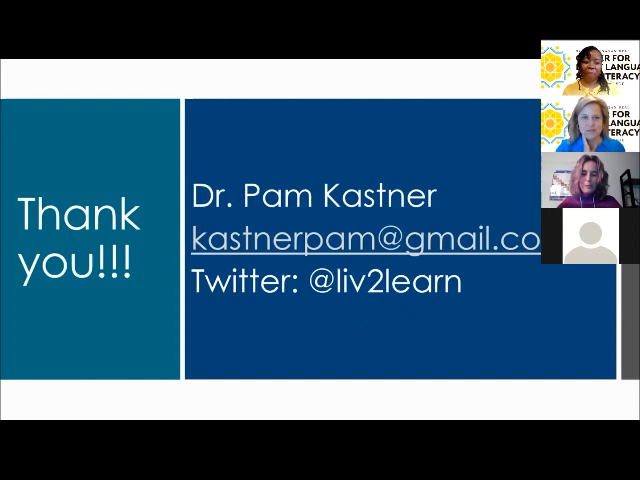 Thank
you!!!
Dr. Pam Kastner
kastnerpam@gmail.co
Twitter: @liv2learn